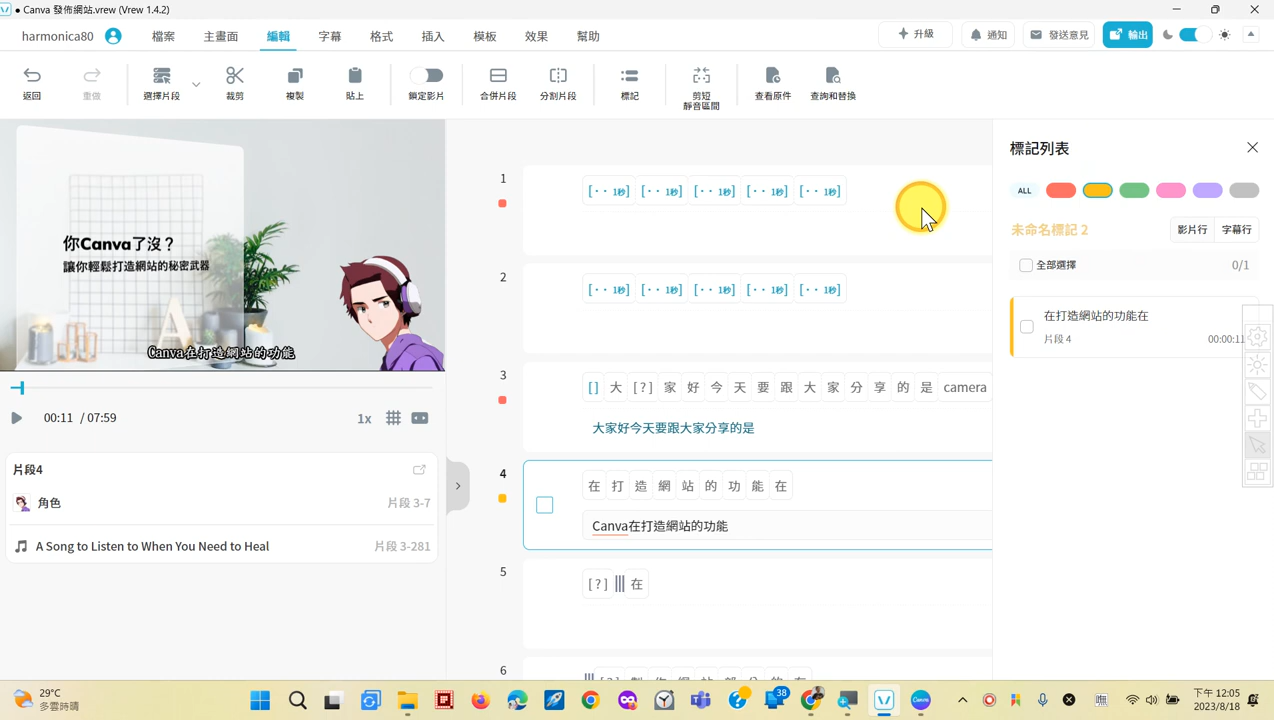 ● Canva 發佈網站.vrew (Vrew 1.4.2)
harmonica80 檔案 主畫面 編輯 字幕 格式 插入 模板 效果 幫助 升級 通知 發送意見 輸出
返回 重做 選擇片段 裁剪 複製 貼上 鎖定影片 合併片段 分割片段 標記 剪短 靜音區間 查看原件 查詢和替換
你Canva了沒？
讓你輕鬆打造網站的秘密武器
A
Canva在打造網站的功能
00:11 / 07:59 1x
片段4
角色 片段 3-7
A Song to Listen to When You Need to Heal 片段 3-281
1
[·· 1秒] [·· 1秒] [·· 1秒] [·· 1秒] [·· 1秒]
2
[·· 1秒] [·· 1秒] [·· 1秒] [·· 1秒] [·· 1秒]
3
[] 大 [?] 家 好 今 天 要 跟 大 家 分 享 的 是 camera
大家好今天要跟大家分享的是
4
在 打 造 網 站 的 功 能 在
Canva在打造網站的功能
5
[?] 在
6
標記列表
ALL
未命名標記 2 影片行 字幕行
全部選擇 0/1
在打造網站的功能在
片段 4 00:00:11
29°C
多雲時晴
38
下午 12:05
2023/8/18